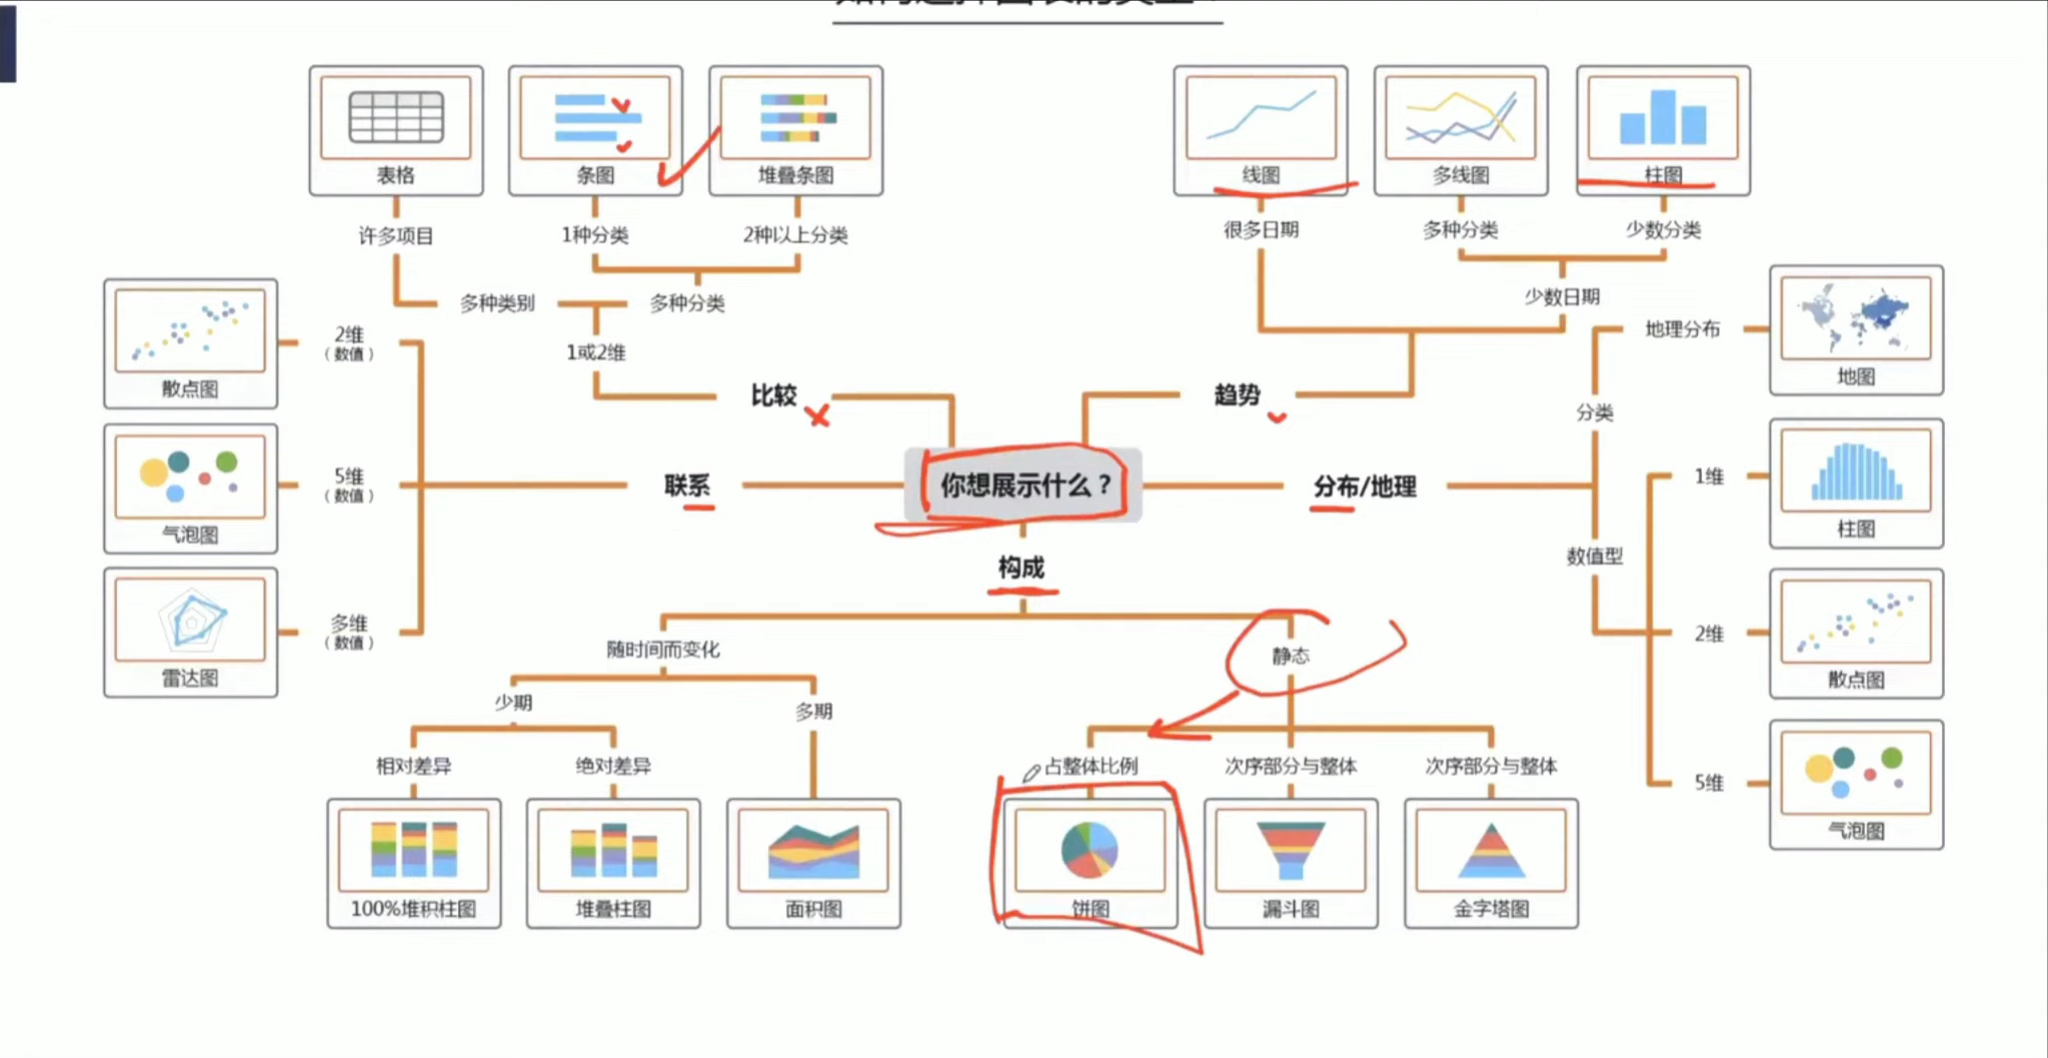 如何选择图表的类型？
表格
条图
堆叠条图
线图
多线图
柱图
许多项目
1种分类
2种以上分类
很多日期
多种分类
少数分类
多种类别
多种分类
少数日期
1或2维
比较
趋势
地理分布
地图
分类
2维
（数值）
散点图
5维
（数值）
气泡图
联系
你想展示什么？
分布/地理
1维
柱图
数值型
构成
多维
（数值）
雷达图
2维
散点图
随时间而变化
静态
少期
多期
相对差异
绝对差异
占整体比例
次序部分与整体
次序部分与整体
5维
气泡图
100%堆积柱图
堆叠柱图
面积图
饼图
漏斗图
金字塔图